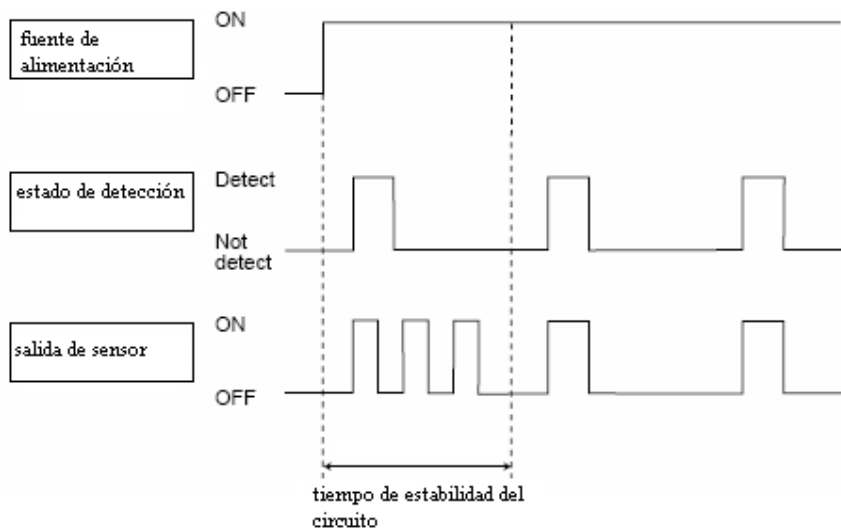 ON
fuente de
alimentación
OFF
Detect
estado de detección
Not
detect
ON
salida de sensor
OFF
tiempo de estabilidad del
circuito